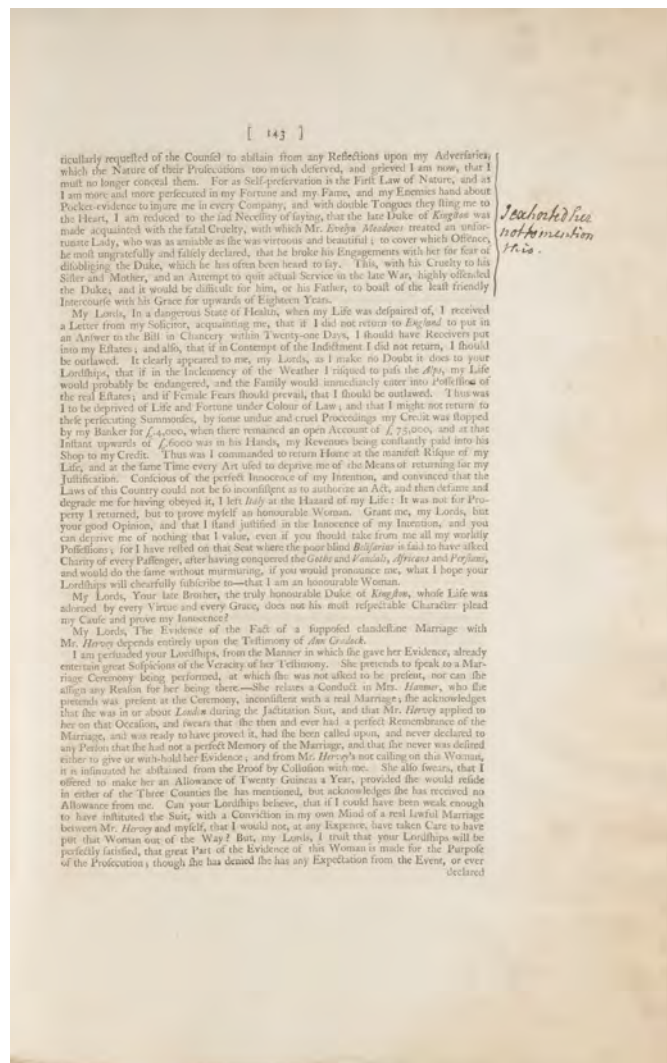 [ 143 ]
ticullarly requeſted of the Counſel to abſtain from any Reflections upon my Adverſaries,
which the Nature of their Proſecutions too much deſerved, and grieved I am now, that I
muſt no longer conceal them. For as Self-preſervation is the Firſt Law of Nature, and as
I am more and more perſecuted in my Fortune and my Fame, and my Enemies hand about
Pocket-evidence to injure me in every Company, and with double Tongues they ſting me to
the Heart, I am reduced to the ſad Neceſſity of ſaying, that the late Duke of Kingſton was
made acquainted with the fatal Cruelty, with which Mr. Evelyn Meadows treated an unfor-
tunate Lady, who was as amiable as ſhe was virtuous and beautiful; to cover which Offence,
he moſt ungratefully and falſely declared, that he broke his Engagements with her for fear of
diſobliging the Duke, which he has often been heard to ſay. This, with his Cruelty to his
Siſter and Mother, and an Attempt to quit actual Service in the late War, highly offended
the Duke; and it would be difficult for him, or his Father, to boaſt of the leaſt friendly
Intercourſe with his Grace for upwards of Eighteen Years.
I exhorted her
not to mention
this.
My Lords, In a dangerous State of Health, when my Life was deſpaired of, I received
a Letter from my Solicitor, acquainting me, that if I did not return to England to put in
an Anſwer to the Bill in Chancery within Twenty-one Days, I ſhould have Receivers put
into my Eſtates; and alſo, that if in Contempt of the Indictment I did not return, I ſhould
be outlawed. It clearly appeared to me, my Lords, as I make no Doubt it does to your
Lordſhips, that if in the Inclemency of the Weather I riſqued to paſs the Alps, my Life
would probably be endangered, and the Family would immediately enter into Poſſeſſion of
the real Eſtates; and if Female Fears ſhould prevail, that I ſhould be outlawed. Thus was
I to be deprived of Life and Fortune under Colour of Law; and that I might not return to
theſe perſecuting Summonſes, by ſome undue and cruel Proceedings my Credit was ſtopped
by my Banker for £.4,000, when there remained an open Account of £.75,000, and at that
Inſtant upwards of £.6000 was in his Hands, my Revenues being conſtantly paid into his
Shop to my Credit. Thus was I commanded to return Home at the manifeſt Riſque of my
Life, and at the ſame Time every Art uſed to deprive me of the Means of returning for my
Juſtification. Conſcious of the perfect Innocence of my Intention, and convinced that the
Laws of this Country could not be ſo inconſiſtent as to authorize an Act, and then defame and
degrade me for having obeyed it, I left Italy at the Hazard of my Life: It was not for Pro-
perty I returned, but to prove myſelf an honourable Woman. Grant me, my Lords, but
your good Opinion, and that I ſtand juſtified in the Innocence of my Intention, and you
can deprive me of nothing that I value, even if you ſhould take from me all my worldly
Poſſeſſions; for I have reſted on that Seat where the poor blind Beliſarius is ſaid to have aſked
Charity of every Paſſenger, after having conquered the Goths and Vandals, Africans and Perſians,
and would do the ſame without murmuring, if you would pronounce me, what I hope your
Lordſhips will chearfully ſubſcribe to—that I am an honourable Woman.
My Lords, Your late Brother, the truly honourable Duke of Kingſton, whoſe Life was
adorned by every Virtue and every Grace, does not his moſt reſpectable Character plead
my Cauſe and prove my Innocence?
My Lords, The Evidence of the Fact of a ſuppoſed clandeſtine Marriage with
Mr. Hervey depends entirely upon the Teſtimony of Ann Cradock.
I am perſuaded your Lordſhips, from the Manner in which ſhe gave her Evidence, already
entertain great Suſpicions of the Veracity of her Teſtimony. She pretends to ſpeak to a Mar-
riage Ceremony being performed, at which ſhe was not aſked to be preſent, nor can ſhe
aſſign any Reaſon for her being there.—She relates a Conduct in Mrs. Hanmer, who ſhe
pretends was preſent at the Ceremony, inconſiſtent with a real Marriage; ſhe acknowledges
that ſhe was in or about London during the Jactitation Suit, and that Mr. Hervey applied to
her on that Occaſion, and ſwears that ſhe then and ever had a perfect Remembrance of the
Marriage, and was ready to have proved it, had ſhe been called upon, and never declared to
any Perſon that ſhe had not a perfect Memory of the Marriage, and that ſhe never was deſired
either to give or with-hold her Evidence; and from Mr. Hervey's not calling on this Woman,
it is inſinuated he abſtained from the Proof by Colluſion with me. She alſo ſwears, that I
offered to make her an Allowance of Twenty Guineas a Year, provided ſhe would reſide
in either of the Three Counties ſhe has mentioned, but acknowledges ſhe has received no
Allowance from me. Can your Lordſhips believe, that if I could have been weak enough
to have inſtituted the Suit, with a Conviction in my own Mind of a real lawful Marriage
between Mr. Hervey and myſelf, that I would not, at any Expence, have taken Care to have
put that Woman out of the Way? But, my Lords, I truſt that your Lordſhips will be
perfectly ſatisfied, that great Part of the Evidence of this Woman is made for the Purpoſe
of the Proſecution; though ſhe has denied ſhe has any Expectation from the Event, or ever
declared